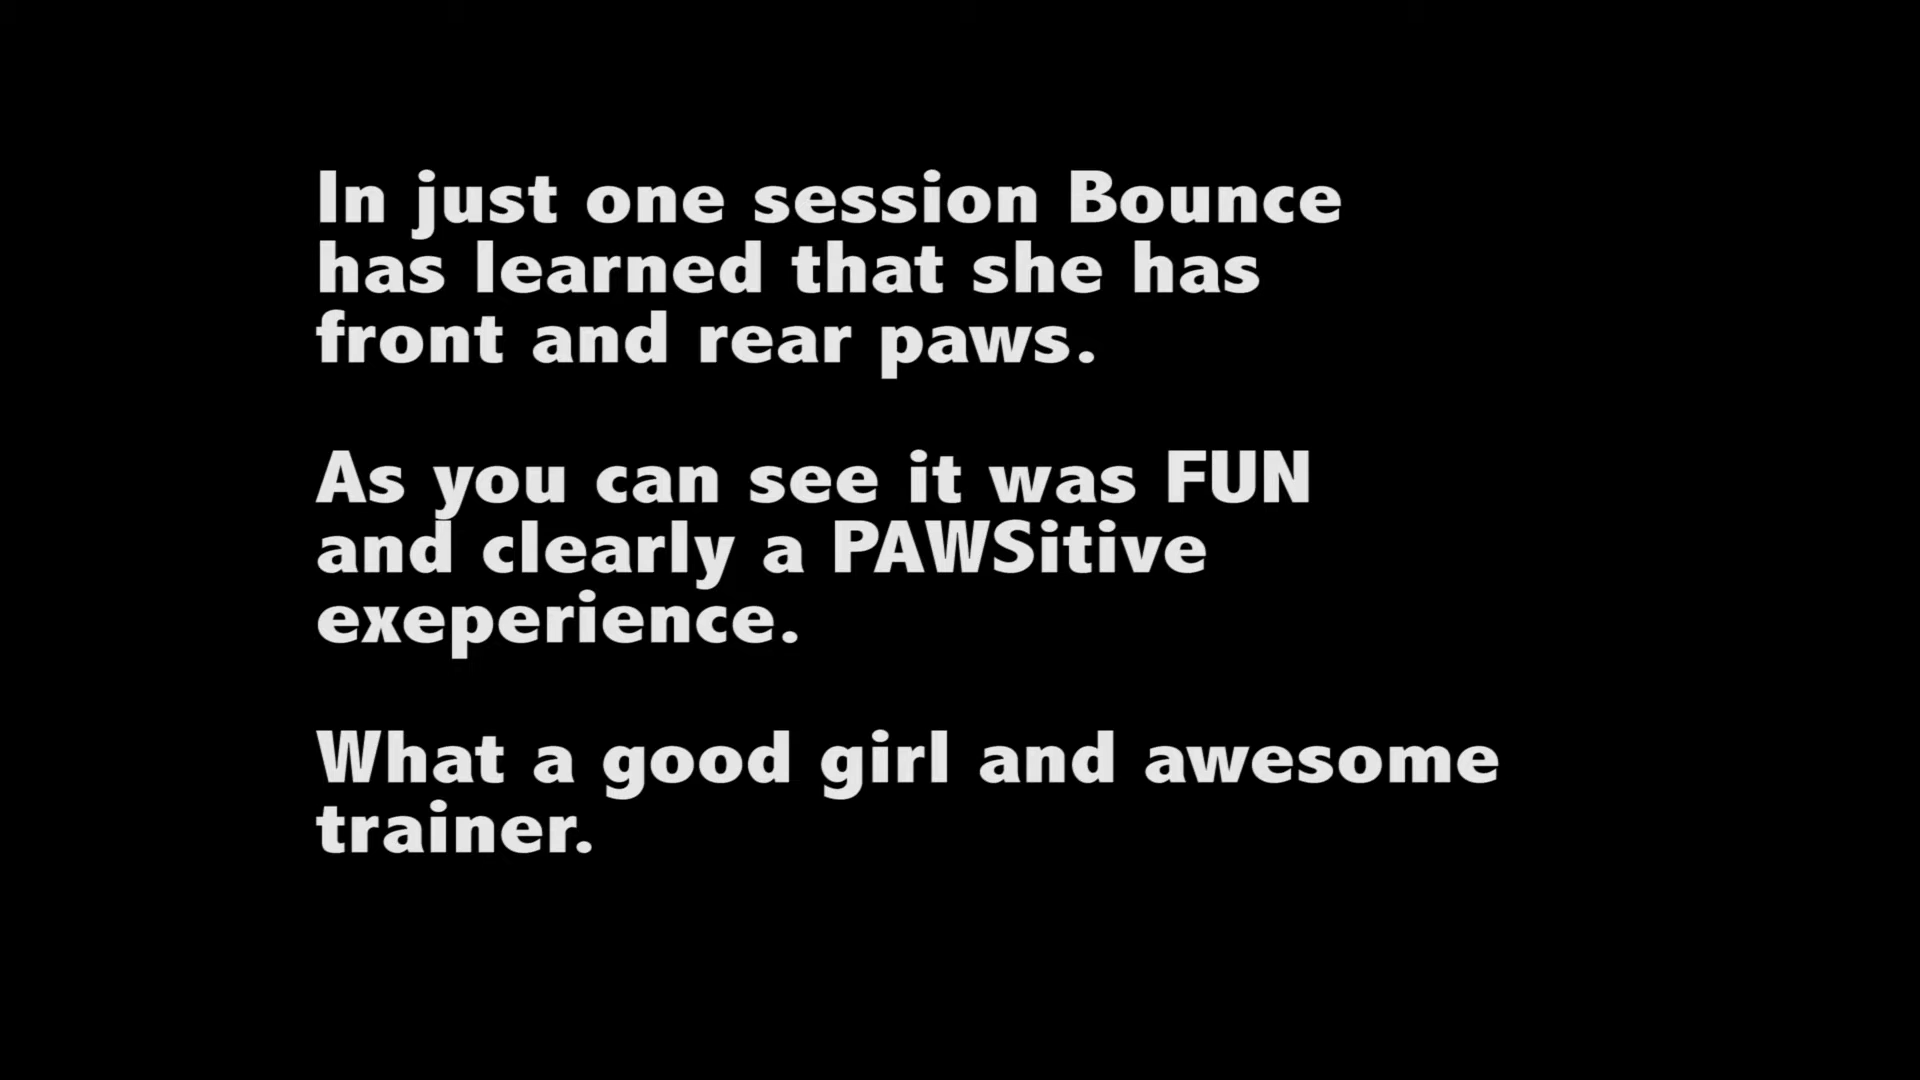 In just one session Bounce
has learned that she has
front and rear paws.
As you can see it was FUN
and clearly a PAWSitive
exeperience.
What a good girl and awesome
trainer.